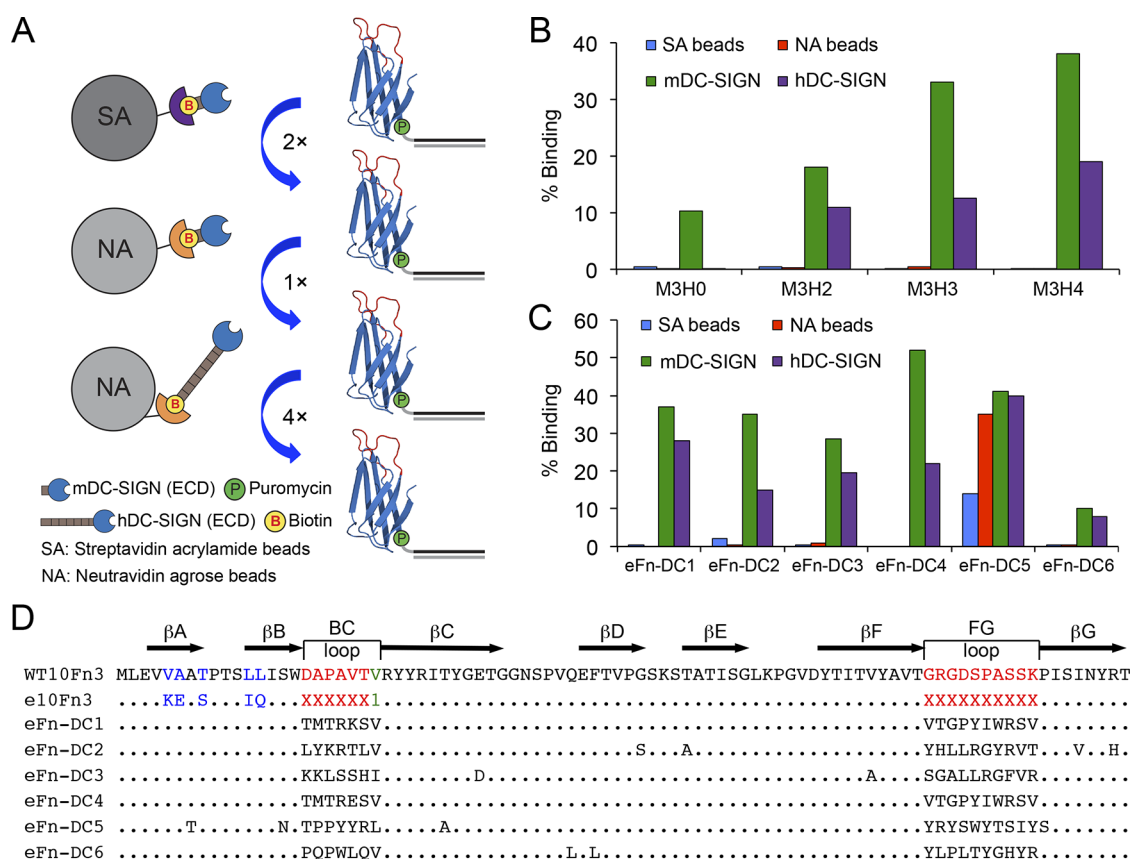 A
SA
B
2×
P
NA
B
1×
P
NA
B
4×
P
P
mDC-SIGN (ECD) P Puromycin
hDC-SIGN (ECD) B Biotin
SA: Streptavidin acrylamide beads
NA: Neutravidin agrose beads
B
SA beads NA beads
mDC-SIGN hDC-SIGN
% Binding
40
30
20
10
0
M3H0 M3H2 M3H3 M3H4
C
SA beads NA beads
mDC-SIGN hDC-SIGN
% Binding
60
50
40
30
20
10
0
eFn-DC1 eFn-DC2 eFn-DC3 eFn-DC4 eFn-DC5 eFn-DC6
D
βA βB BC βC βD βE βF FG βG
loop loop
WT10Fn3 MLEVVAATPTSLLISWDAPAVTVRYYRITYGETGGNSPVQEFTVPGSKSTATISGLKPGVDYTITVYAVTGRGDSPASSKPISINYRT
e10Fn3 ....KE.S...IQ...XXXXXX1...............................................XXXXXXXXXX........
eFn-DC1 ................TMTRKSV...............................................VTGPYIWRSV........
eFn-DC2 ................LYKRTLV......................S...A....................YHLLRGYRVT...V..H.
eFn-DC3 ................KKLSSHI........D.................................A....SGALLRGFVR........
eFn-DC4 ................TMTRESV...............................................VTGPYIWRSV........
eFn-DC5 ......T.......N.TPPYYRL.....A.........................................YRYSWYTSIYS.......
eFn-DC6 ................PQPWLQV................L.L............................YLPLTYGHYR........